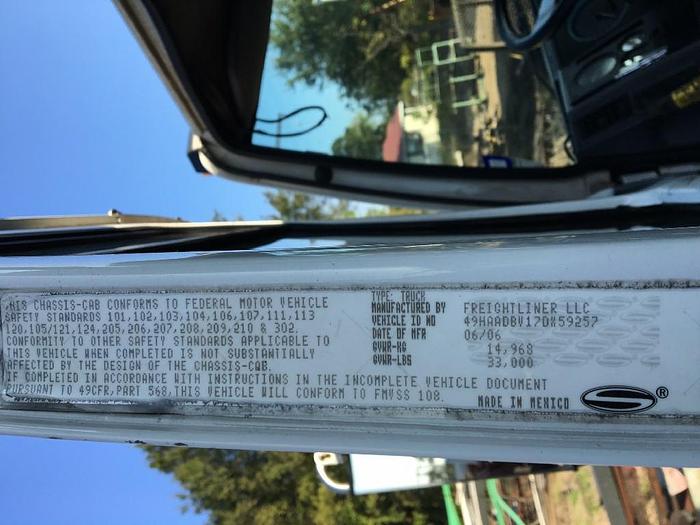 THIS CHASSIS-CAB CONFORMS TO FEDERAL MOTOR VEHICLE
SAFETY STANDARDS 101,102,103,104,106,107,111,113
120,105/121,124,205,206,207,208,209,210 & 302.
CONFORMITY TO OTHER SAFETY STANDARDS APPLICABLE TO
THIS VEHICLE WHEN COMPLETED IS NOT SUBSTANTIALLY
AFFECTED BY THE DESIGN OF THE CHASSIS-CAB.
IF COMPLETED IN ACCORDANCE WITH INSTRUCTIONS IN THE INCOMPLETE VEHICLE DOCUMENT
PURSUANT TO 49CFR,PART 568,THIS VEHICLE WILL CONFORM TO FMVSS 108.
TYPE: TRUCK
MANUFACTURED BY FREIGHTLINER LLC
VEHICLE ID NO 49HAADBV17DX59257
DATE OF MFR 06/06
GVWR-KG 14,968
GVWR-LBS 33,000
MADE IN MEXICO
S ®